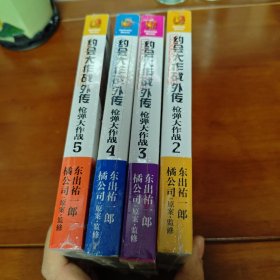 约会大作战外传
枪弹大作战 5
东出祐一郎
橘公司 原案·监修
约会大作战外传
枪弹大作战 4
东出祐一郎
橘公司 原案·监修
约会大作战外传
枪弹大作战 3
东出祐一郎
橘公司 原案·监修
约会大作战外传
枪弹大作战 2
东出祐一郎
橘公司 原案·监修